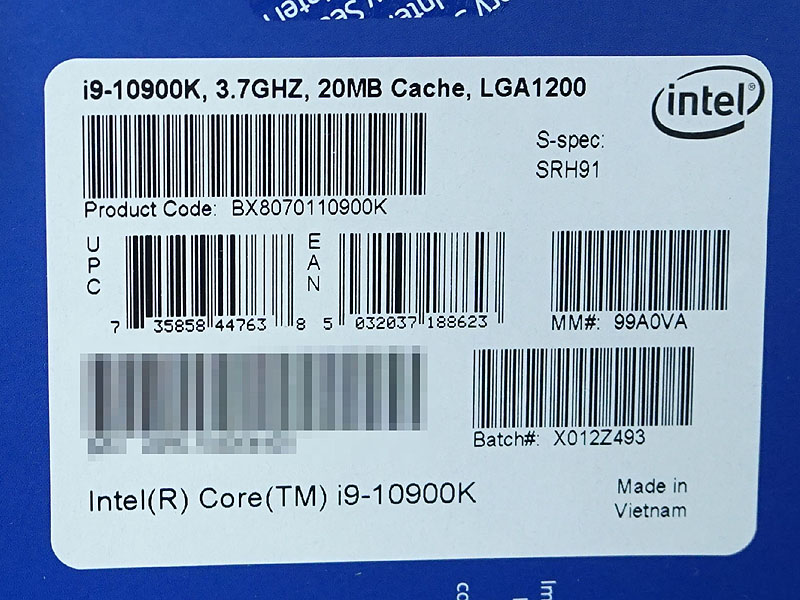 i9-10900K, 3.7GHZ, 20MB Cache, LGA1200
intel®
S-spec:
SRH91
Product Code: BX8070110900K
UPC
7 35858 44763 8
EAN
5 032037 188623
MM#: 99A0VA
Batch#: X012Z493
Intel(R) Core(TM) i9-10900K
Made in
Vietnam